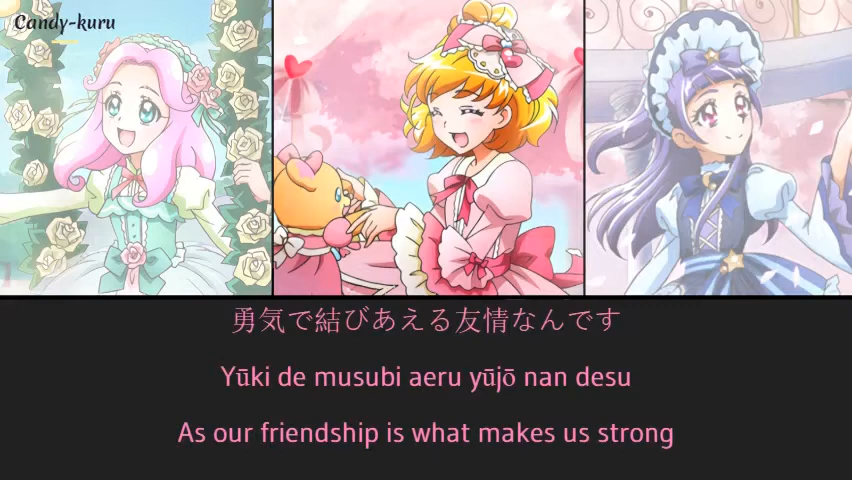 Candy-kuru
勇気で結びあえる友情なんです
Yūki de musubi aeru yūjō nan desu
As our friendship is what makes us strong